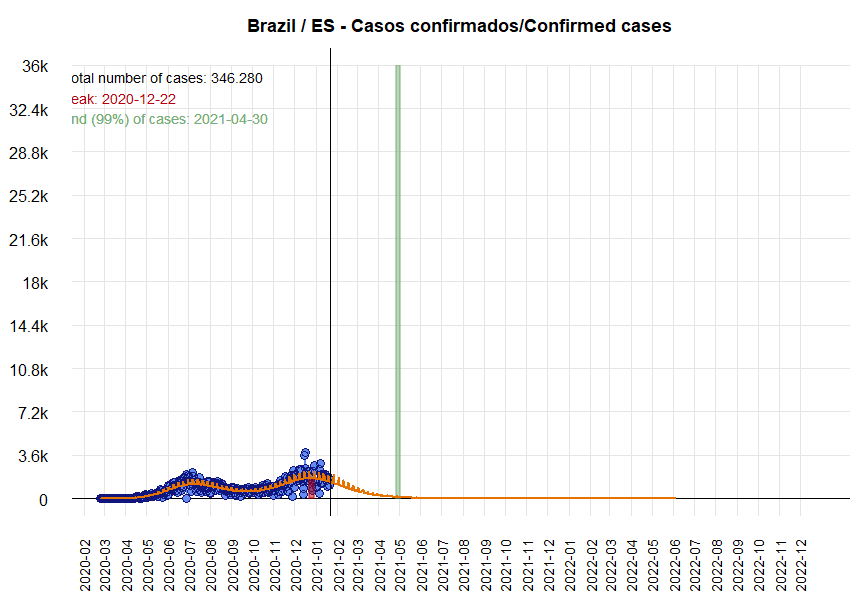 Brazil / ES - Casos confirmados/Confirmed cases
36k
otal number of cases: 346.280
eak: 2020-12-22
nd (99%) of cases: 2021-04-30
32.4k
28.8k
25.2k
21.6k
18k
14.4k
10.8k
7.2k
3.6k
0
2020-02
2020-03
2020-04
2020-05
2020-06
2020-07
2020-08
2020-09
2020-10
2020-11
2020-12
2021-01
2021-02
2021-03
2021-04
2021-05
2021-06
2021-07
2021-08
2021-09
2021-10
2021-11
2021-12
2022-01
2022-02
2022-03
2022-04
2022-05
2022-06
2022-07
2022-08
2022-09
2022-10
2022-11
2022-12